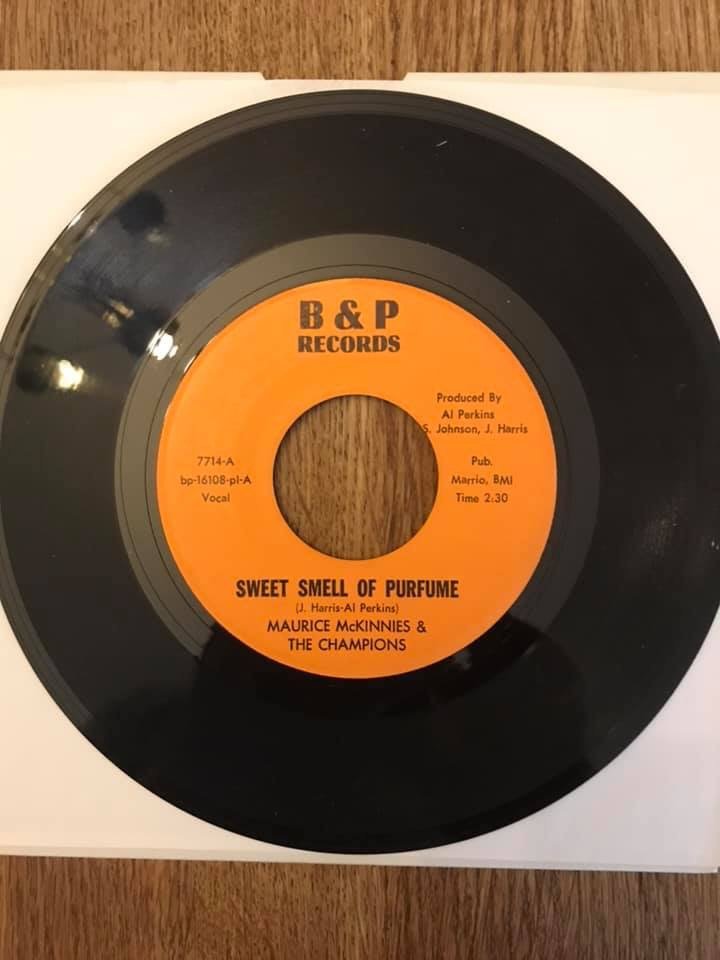 B & P
RECORDS
Produced By
Al Perkins
S. Johnson, J. Harris
7714-A
bp-16108-pl-A
Vocal
Pub.
Marrio, BMI
Time 2:30
SWEET SMELL OF PURFUME
(J. Harris-Al Perkins)
MAURICE McKINNIES &
THE CHAMPIONS